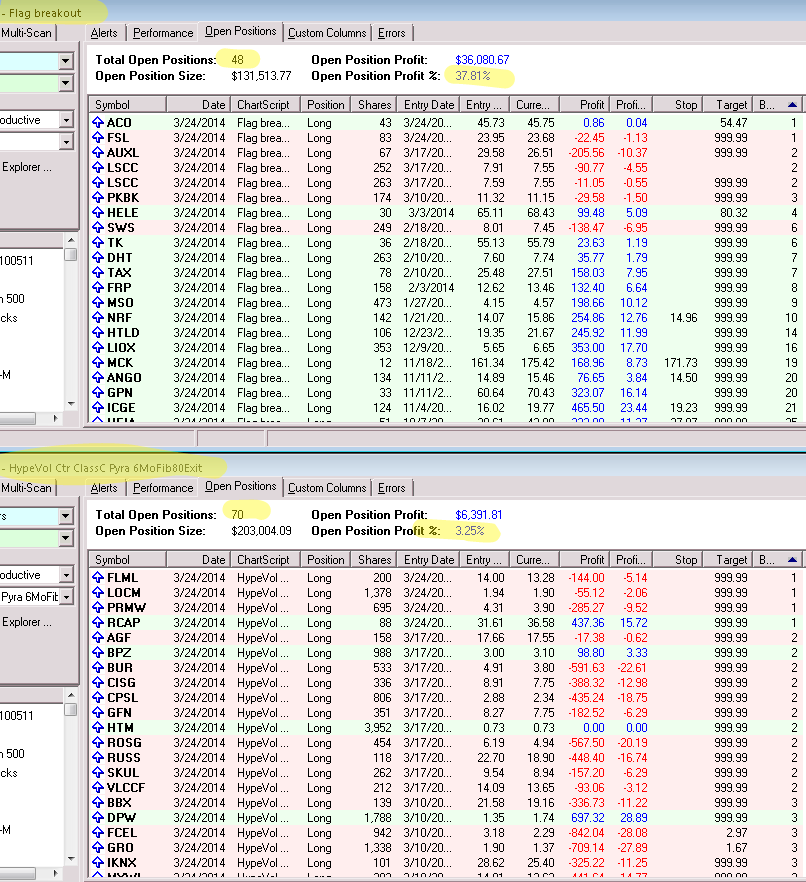 - Flag breakout
Multi-Scan Alerts Performance Open Positions Custom Columns Errors
Total Open Positions: 48 Open Position Profit: $36,080.67
Open Position Size: $131,513.77 Open Position Profit %: 37.81%
Symbol Date ChartScript Position Shares Entry Date Entry ... Curre... Profit Profi... Stop Target B...
ACO 3/24/2014 Flag brea... Long 43 3/24/20... 45.73 45.75 0.86 0.04 54.47 1
FSL 3/24/2014 Flag brea... Long 83 3/24/20... 23.95 23.68 -22.45 -1.13 999.99 1
AUXL 3/24/2014 Flag brea... Long 67 3/17/20... 29.58 26.51 -205.56 -10.37 999.99 2
LSCC 3/24/2014 Flag brea... Long 252 3/17/20... 7.91 7.55 -90.77 -4.55 2
LSCC 3/24/2014 Flag brea... Long 263 3/17/20... 7.59 7.55 -11.05 -0.55 999.99 2
PKBK 3/24/2014 Flag brea... Long 174 3/10/20... 11.32 11.15 -29.58 -1.50 999.99 3
HELE 3/24/2014 Flag brea... Long 30 3/3/2014 65.11 68.43 99.48 5.09 80.32 4
SWS 3/24/2014 Flag brea... Long 249 2/18/20... 8.01 7.45 -138.47 -6.95 999.99 6
TK 3/24/2014 Flag brea... Long 36 2/18/20... 55.13 55.79 23.63 1.19 999.99 6
DHT 3/24/2014 Flag brea... Long 263 2/10/20... 7.60 7.74 35.77 1.79 999.99 7
TAX 3/24/2014 Flag brea... Long 78 2/10/20... 25.48 27.51 158.03 7.95 999.99 7
FRP 3/24/2014 Flag brea... Long 158 2/3/2014 12.62 13.46 132.40 6.64 999.99 8
MSO 3/24/2014 Flag brea... Long 473 1/27/20... 4.15 4.57 198.66 10.12 999.99 9
NRF 3/24/2014 Flag brea... Long 142 1/21/20... 14.07 15.86 254.86 12.76 14.96 999.99 10
HTLD 3/24/2014 Flag brea... Long 106 12/23/2... 19.35 21.67 245.92 11.99 999.99 14
LIOX 3/24/2014 Flag brea... Long 353 12/9/20... 5.65 6.65 353.00 17.70 999.99 16
MCK 3/24/2014 Flag brea... Long 12 11/18/2... 161.34 175.42 168.96 8.73 171.73 999.99 19
ANGO 3/24/2014 Flag brea... Long 134 11/11/2... 14.89 15.46 76.65 3.84 14.50 999.99 20
GPN 3/24/2014 Flag brea... Long 33 11/11/2... 60.64 70.43 323.07 16.14 999.99 20
ICGE 3/24/2014 Flag brea... Long 124 11/4/20... 16.02 19.77 465.50 23.44 19.23 999.99 21
oductive
Explorer ...
100511
n 500
cks
-M
- HypeVol Ctr ClassC Pyra 6MoFib80Exit
Multi-Scan Alerts Performance Open Positions Custom Columns Errors
Total Open Positions: 70 Open Position Profit: $6,391.81
Open Position Size: $203,004.09 Open Position Profit %: 3.25%
Symbol Date ChartScript Position Shares Entry Date Entry ... Curre... Profit Profi... Stop Target B...
FLML 3/24/2014 HypeVol ... Long 200 3/24/20... 14.00 13.28 -144.00 -5.14 999.99 1
LOCM 3/24/2014 HypeVol ... Long 1,378 3/24/20... 1.94 1.90 -55.12 -2.06 999.99 1
PRMW 3/24/2014 HypeVol ... Long 695 3/24/20... 4.31 3.90 -285.27 -9.52 999.99 1
RCAP 3/24/2014 HypeVol ... Long 88 3/24/20... 31.61 36.58 437.36 15.72 999.99 1
AGF 3/24/2014 HypeVol ... Long 158 3/17/20... 17.66 17.55 -17.38 -0.62 999.99 2
BPZ 3/24/2014 HypeVol ... Long 988 3/17/20... 3.00 3.10 98.80 3.33 999.99 2
BUR 3/24/2014 HypeVol ... Long 533 3/17/20... 4.91 3.80 -591.63 -22.61 999.99 2
CISG 3/24/2014 HypeVol ... Long 336 3/17/20... 8.91 7.75 -388.32 -12.98 999.99 2
CPSL 3/24/2014 HypeVol ... Long 806 3/17/20... 2.88 2.34 -435.24 -18.75 999.99 2
GFN 3/24/2014 HypeVol ... Long 351 3/17/20... 8.27 7.75 -182.52 -6.29 999.99 2
HTM 3/24/2014 HypeVol ... Long 3,952 3/17/20... 0.73 0.73 0.00 0.00 999.99 2
ROSG 3/24/2014 HypeVol ... Long 454 3/17/20... 6.19 4.94 -567.50 -20.19 999.99 2
RUSS 3/24/2014 HypeVol ... Long 118 3/17/20... 22.70 18.90 -448.40 -16.74 999.99 2
SKUL 3/24/2014 HypeVol ... Long 262 3/17/20... 9.54 8.94 -157.20 -6.29 999.99 2
VLCCF 3/24/2014 HypeVol ... Long 212 3/17/20... 14.09 13.65 -93.06 -3.12 999.99 2
BBX 3/24/2014 HypeVol ... Long 139 3/10/20... 21.58 19.16 -336.73 -11.22 999.99 3
DPW 3/24/2014 HypeVol ... Long 1,788 3/10/20... 1.35 1.74 697.32 28.89 999.99 3
FCEL 3/24/2014 HypeVol ... Long 942 3/10/20... 3.18 2.29 -842.04 -28.08 2.97 3
GRO 3/24/2014 HypeVol ... Long 1,338 3/10/20... 1.90 1.37 -709.14 -27.89 1.67 3
IKNX 3/24/2014 HypeVol ... Long 101 3/10/20... 28.62 25.40 -325.22 -11.25 999.99 3
rs
oductive
Pyra 6MoFib
Explorer ...
100511
n 500
cks
-M